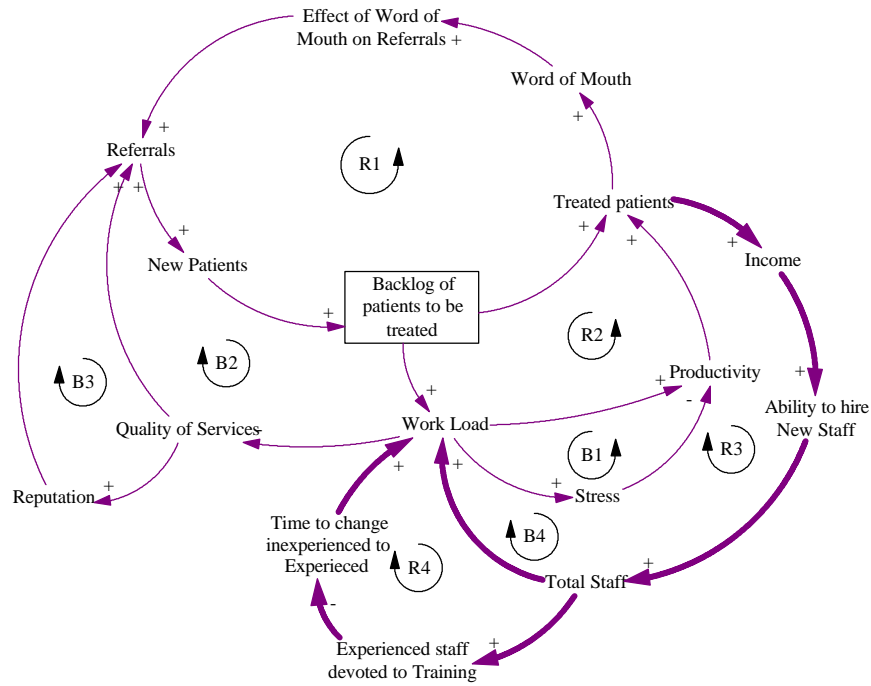 Effect of Word of
Mouth on Referrals +
Word of Mouth
+
+
Referrals
R1
+ +
Treated patients
+
+
+
+
New Patients
Income
Backlog of
patients to be
treated
+
R2
B3
B2
Productivity
+
+
+
-
Ability to hire
New Staff
Quality of Services-
Work Load
B1
R3
+
+
+
Reputation
+
Stress
Time to change
inexperienced to
Experieced
B4
R4
+
Total Staff
-
+
Experienced staff
devoted to Training